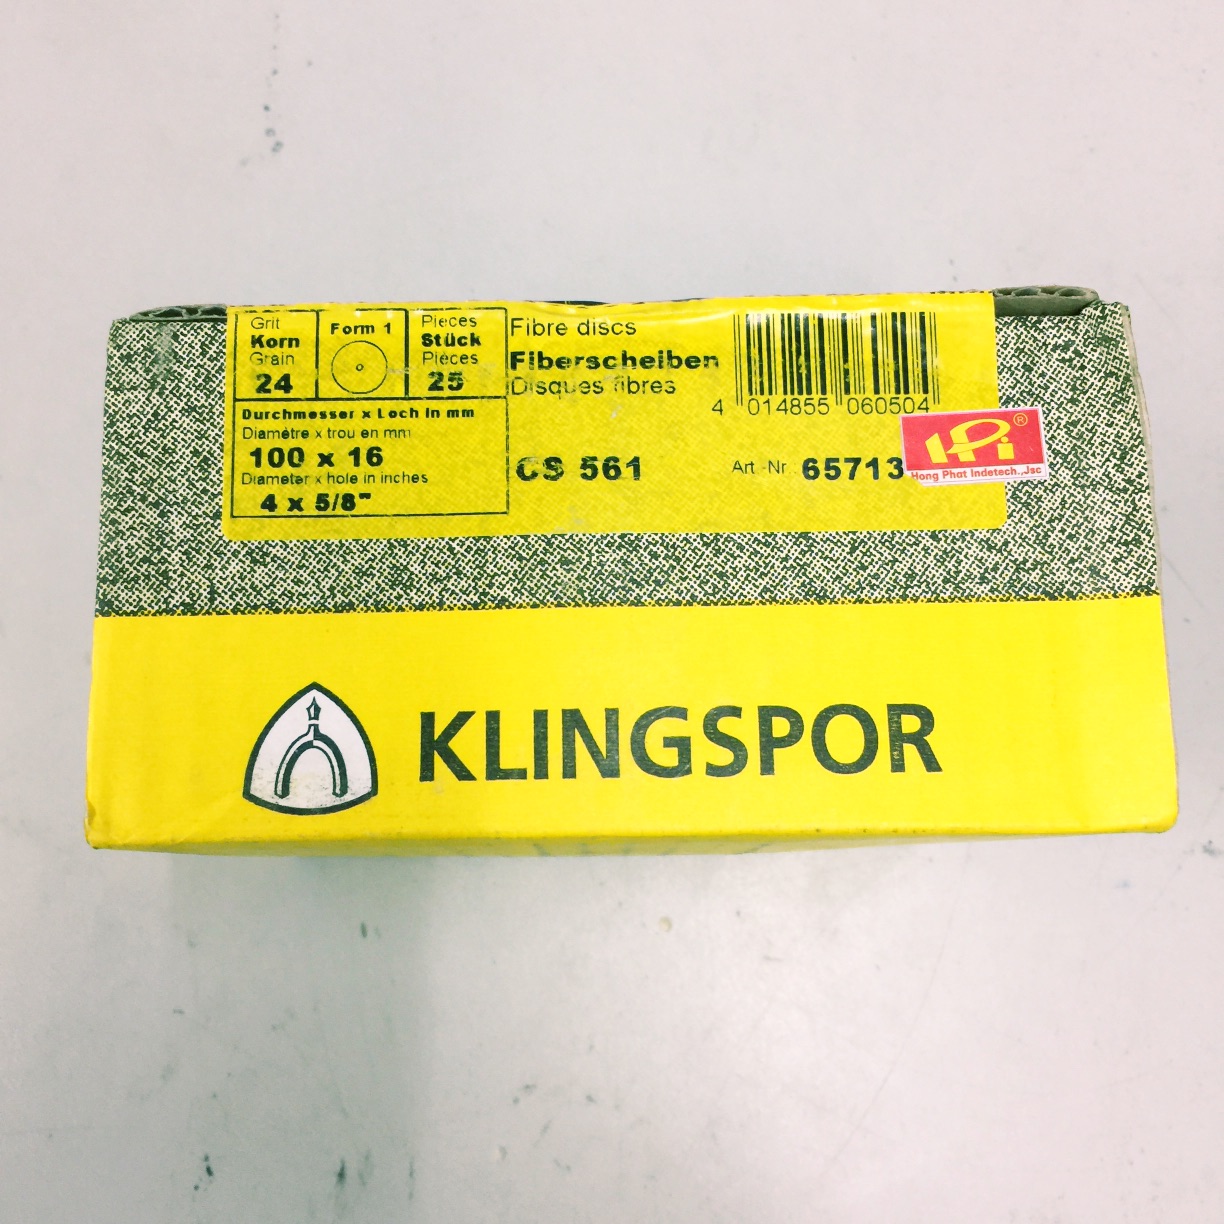 Grit
Korn
Grain
24
Form 1
Pieces
Stück
Pièces
25
Durchmesser x Loch in mm
Diamètre x trou en mm
100 x 16
Diameter x hole in inches
4 x 5/8"
Fibre discs
Fiberscheiben
Disques fibres
CS 561
4 014855 060504
Art.-Nr. 65713
HPi ®
Hong Phat Indetech.,Jsc
KLINGSPOR